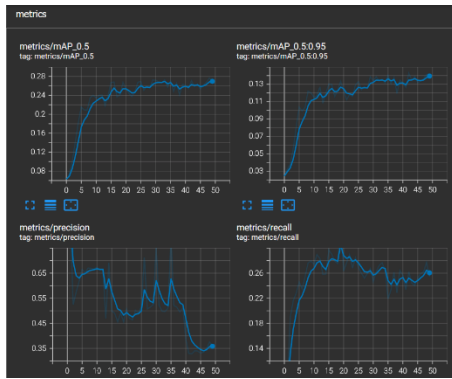 metrics
metrics/mAP_0.5
tag: metrics/mAP_0.5
0.28
0.24
0.2
0.16
0.12
0.08
0 5 10 15 20 25 30 35 40 45 50
metrics/mAP_0.5:0.95
tag: metrics/mAP_0.5:0.95
0.13
0.11
0.09
0.07
0.05
0.03
0 5 10 15 20 25 30 35 40 45 50
metrics/precision
tag: metrics/precision
0.65
0.55
0.45
0.35
0 5 10 15 20 25 30 35 40 45 50
metrics/recall
tag: metrics/recall
0.26
0.22
0.18
0.14
0 5 10 15 20 25 30 35 40 45 50